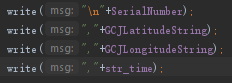 write( msg: "\n"+SerialNumber);
write( msg: ","+GCJLatitudeString);
write( msg: ","+GCJLongitudeString);
write( msg: ","+str_time);